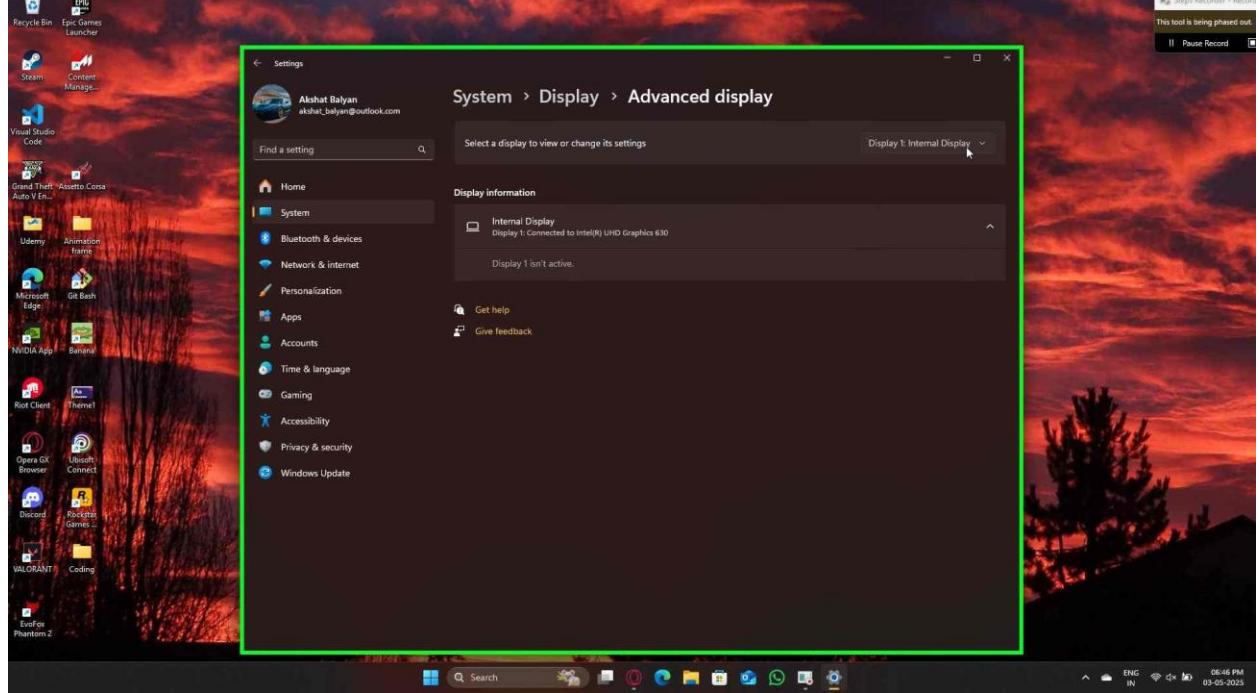 Recycle Bin
Epic Games
Launcher
Steam
Content
Manage...
Visual Studio
Code
Grand Theft
Auto V En...
Assetto Corsa
Udemy
Animation
frame
Microsoft
Edge
Git Bash
NVIDIA App
Banana
Riot Client
Theme1
Opera GX
Browser
Ubisoft
Connect
Discord
Rockstar
Games ...
VALORANT
Coding
EvoFox
Phantom 2
Steps Recorder - Record
This tool is being phased out.
Pause Record
Settings
Akshat Balyan
akshat_balyan@outlook.com
Find a setting
Home
System
Bluetooth & devices
Network & internet
Personalization
Apps
Accounts
Time & language
Gaming
Accessibility
Privacy & security
Windows Update
System > Display > Advanced display
Select a display to view or change its settings
Display 1: Internal Display
Display information
Internal Display
Display 1: Connected to Intel(R) UHD Graphics 630
Display 1 isn't active.
Get help
Give feedback
Search
ENG
IN
06:46 PM
03-05-2025